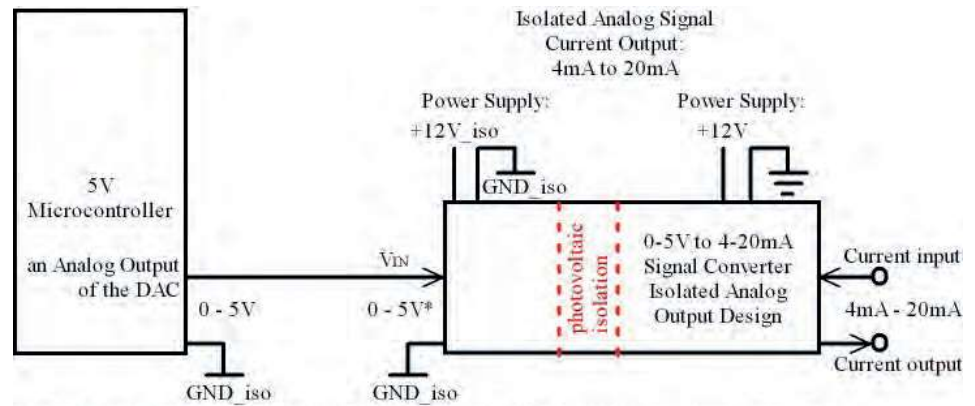 Isolated Analog Signal
Current Output:
4mA to 20mA
Power Supply:
+12V_iso
Power Supply:
+12V
GND_iso
5V
Microcontroller
an Analog Output
of the DAC
VIN
0 - 5V
0 - 5V*
GND_iso
GND_iso
photovoltaic
isolation
0-5V to 4-20mA
Signal Converter
Isolated Analog
Output Design
Current input
4mA - 20mA
Current output